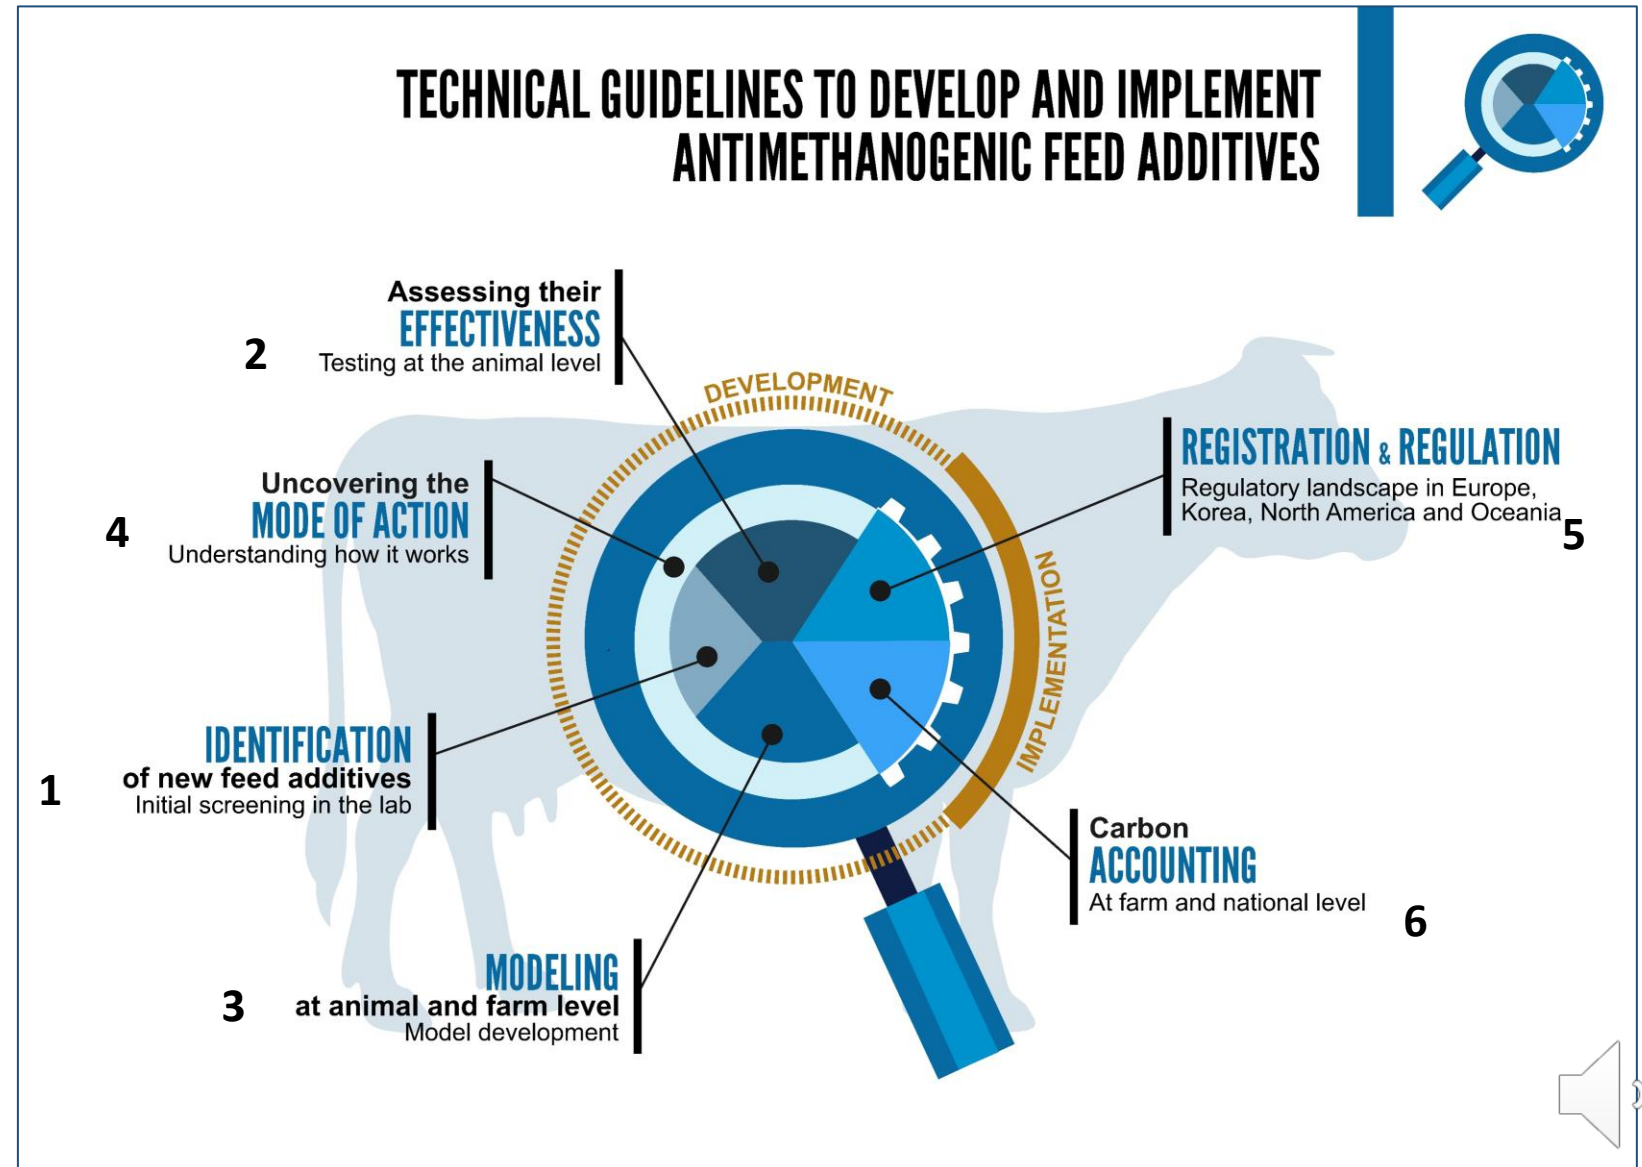 TECHNICAL GUIDELINES TO DEVELOP AND IMPLEMENT
ANTIMETHANOGENIC FEED ADDITIVES
Assessing their
EFFECTIVENESS
Testing at the animal level
2
DEVELOPMENT
REGISTRATION & REGULATION
Regulatory landscape in Europe,
Korea, North America and Oceania
5
Uncovering the
MODE OF ACTION
Understanding how it works
4
IMPLEMENTATION
IDENTIFICATION
of new feed additives
Initial screening in the lab
1
Carbon
ACCOUNTING
At farm and national level
6
MODELING
at animal and farm level
Model development
3